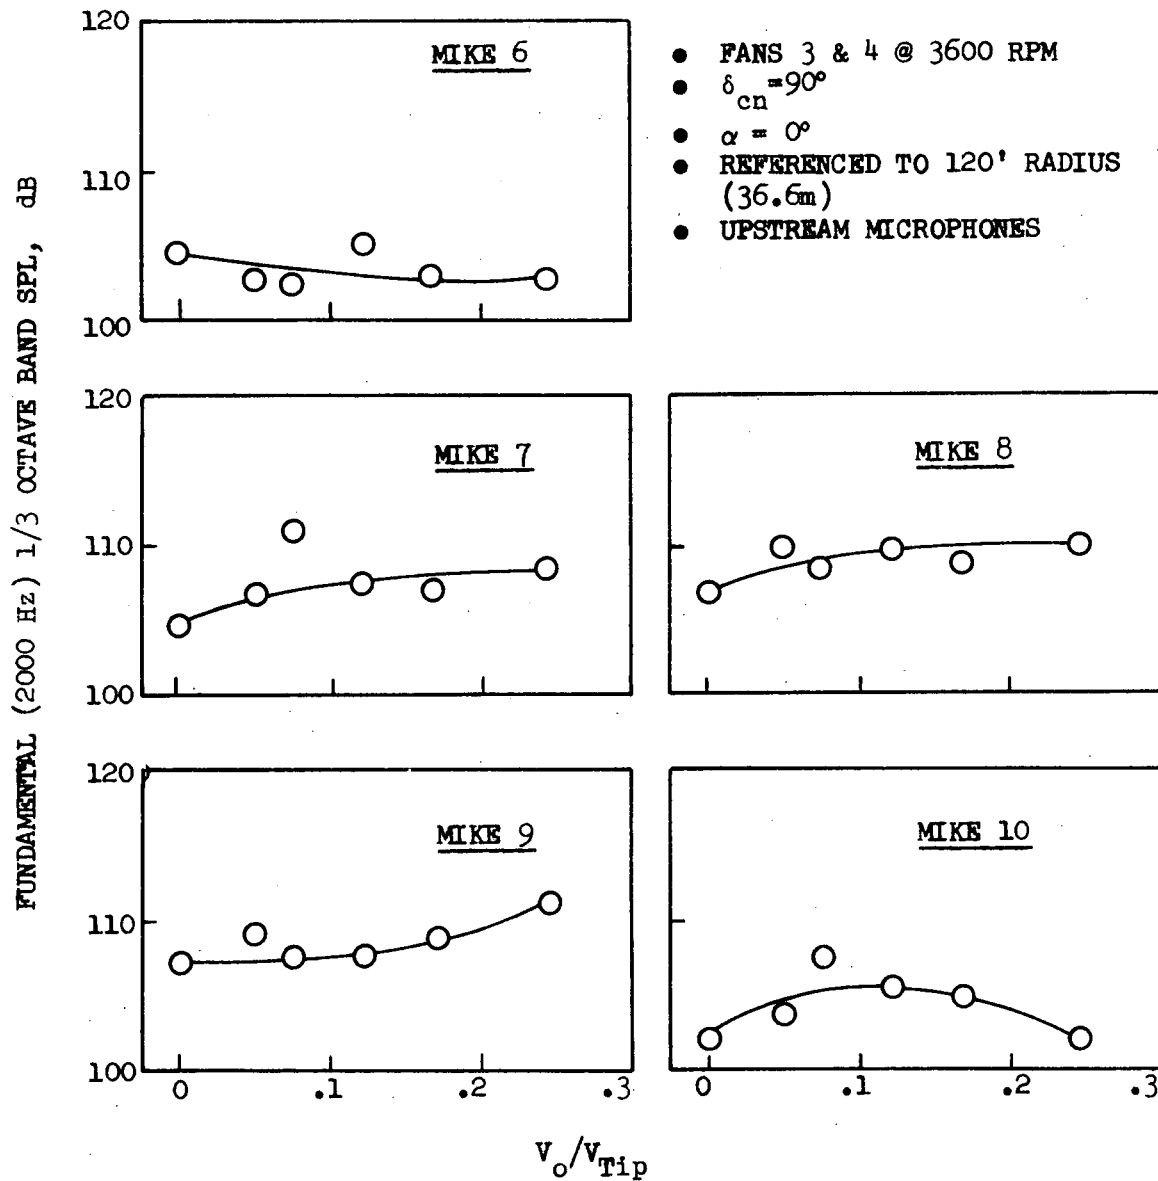 FUNDAMENTAL (2000 Hz) 1/3 OCTAVE BAND SPL, dB
120
110
100
MIKE 6
• FANS 3 & 4 @ 3600 RPM
• δcn=90°
• α = 0°
• REFERENCED TO 120' RADIUS
(36.6m)
• UPSTREAM MICROPHONES
120
110
100
MIKE 7
MIKE 8
120
110
100
MIKE 9
MIKE 10
0 .1 .2 .3
0 .1 .2 .3
Vo/VTip